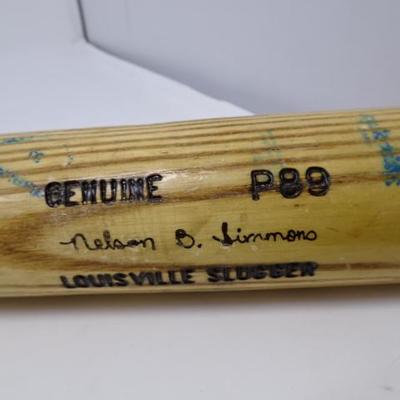 GENUINE P89
Nelson B. Simmons
LOUISVILLE SLUGGER